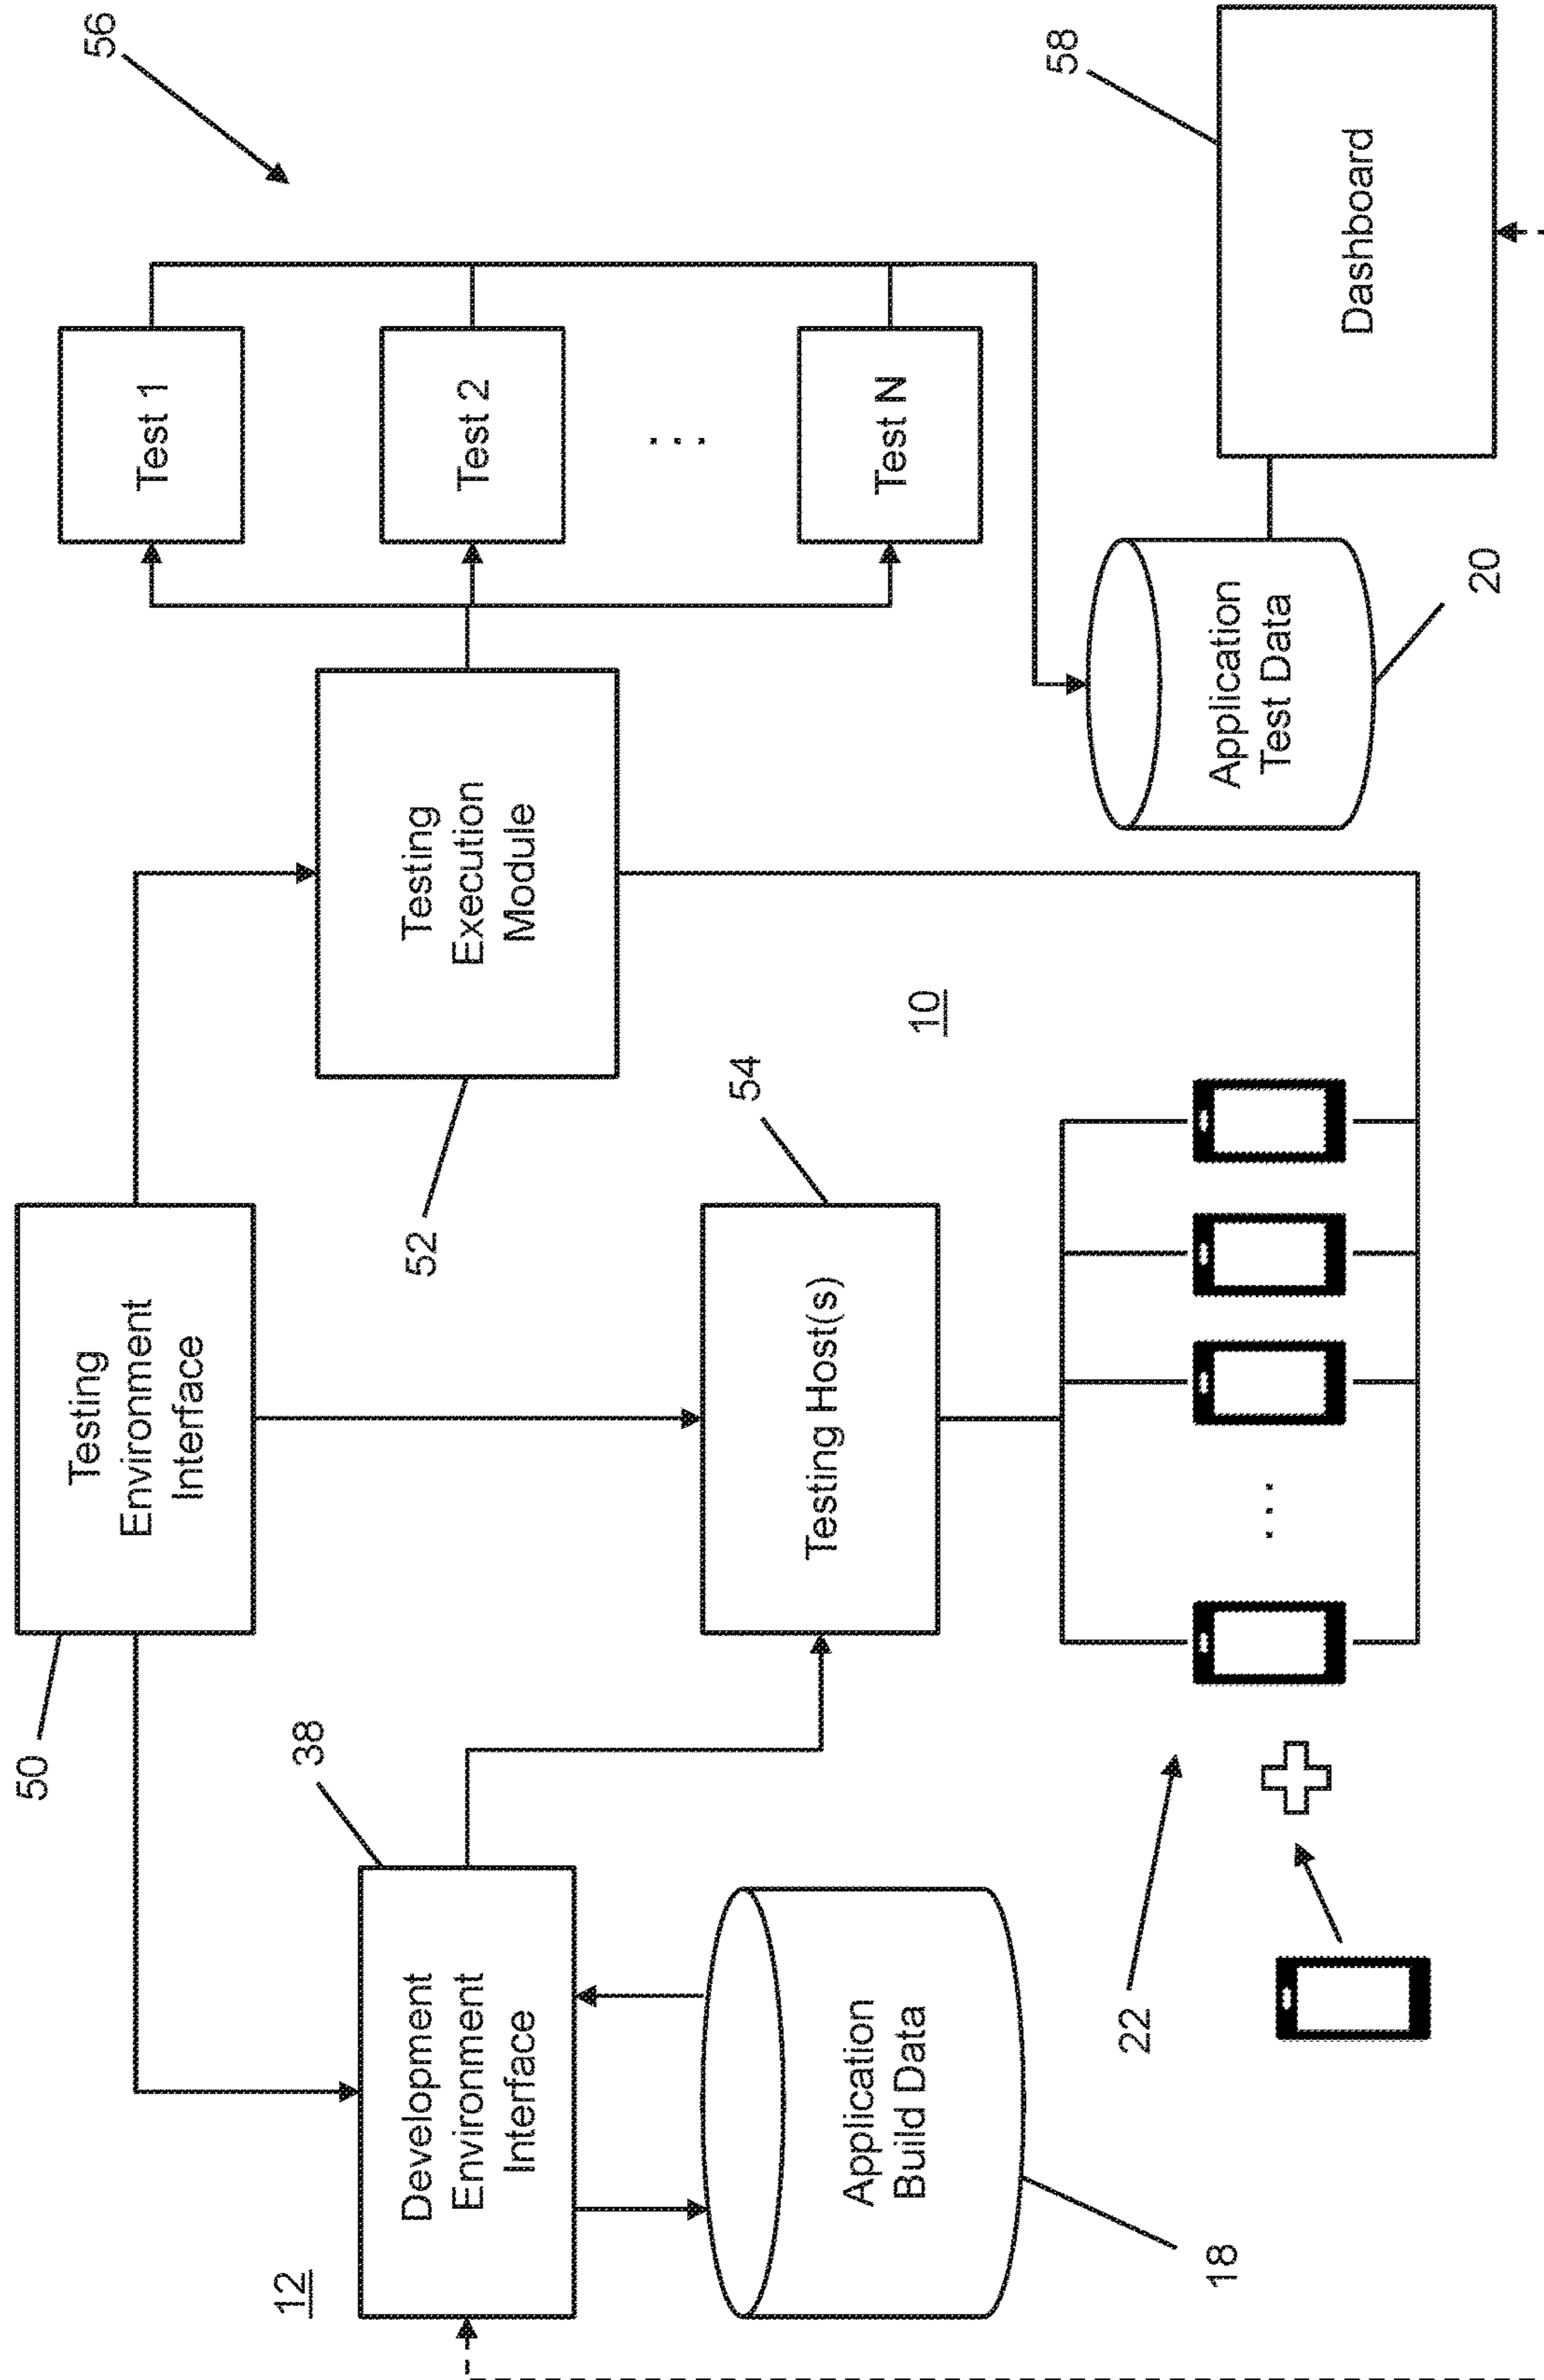 50
Testing
Environment
Interface
56
12
38
Development
Environment
Interface
52
Testing
Execution
Module
Test 1
Test 2
...
Test N
54
Testing Host(s)
10
18
Application
Build Data
22
...
Application
Test Data
20
58
Dashboard